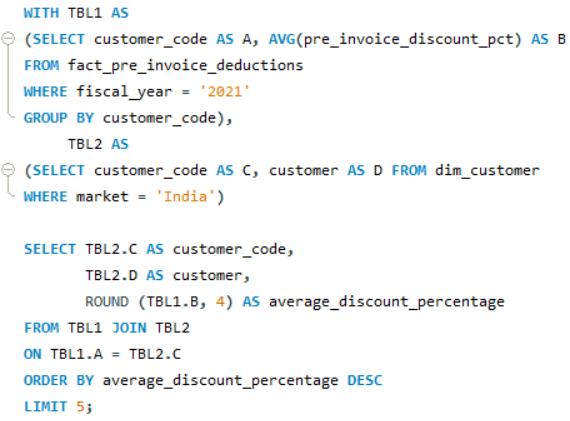 WITH TBL1 AS
(SELECT customer_code AS A, AVG(pre_invoice_discount_pct) AS B
FROM fact_pre_invoice_deductions
WHERE fiscal_year = '2021'
GROUP BY customer_code),
TBL2 AS
(SELECT customer_code AS C, customer AS D FROM dim_customer
WHERE market = 'India')
SELECT TBL2.C AS customer_code,
TBL2.D AS customer,
ROUND (TBL1.B, 4) AS average_discount_percentage
FROM TBL1 JOIN TBL2
ON TBL1.A = TBL2.C
ORDER BY average_discount_percentage DESC
LIMIT 5;